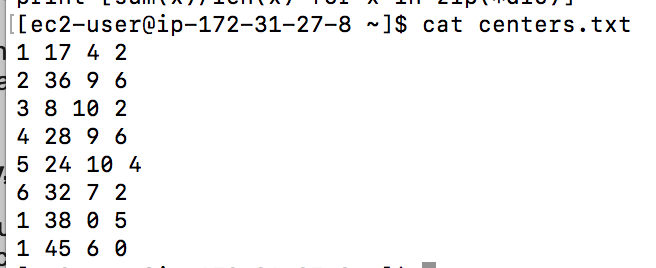 [[ec2-user@ip-172-31-27-8 ~]$ cat centers.txt
1 17 4 2
2 36 9 6
3 8 10 2
4 28 9 6
5 24 10 4
6 32 7 2
1 38 0 5
1 45 6 0